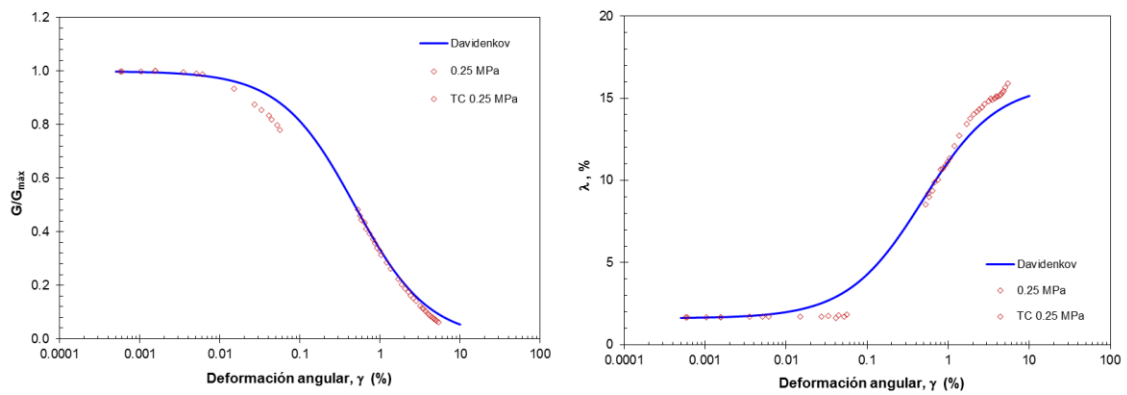 1.2
1.0
0.8
0.6
0.4
0.2
0.0
G/Gmáx
0.0001 0.001 0.01 0.1 1 10 100
Deformación angular, γ (%)
Davidenkov
0.25 MPa
TC 0.25 MPa
20
15
10
5
0
λ , %
0.0001 0.001 0.01 0.1 1 10 100
Deformación angular, γ (%)
Davidenkov
0.25 MPa
TC 0.25 MPa